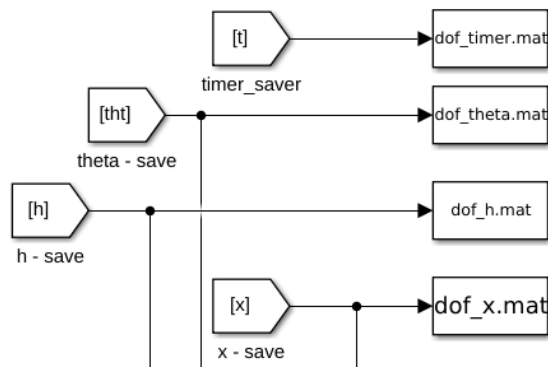 [t]
dof_timer.mat
timer_saver
[tht]
dof_theta.mat
theta - save
[h]
dof_h.mat
h - save
[x]
dof_x.mat
x - save